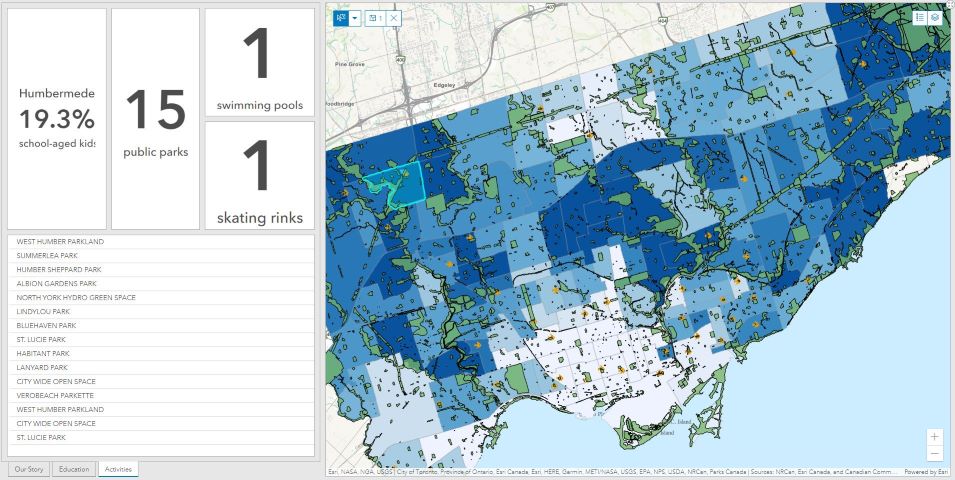 Humbermede
19.3%
school-aged kids
15
public parks
1
swimming pools
1
skating rinks
WEST HUMBER PARKLAND
SUMMERLEA PARK
HUMBER SHEPPARD PARK
ALBION GARDENS PARK
NORTH YORK HYDRO GREEN SPACE
LINDYLOU PARK
BLUEHAVEN PARK
ST. LUCIE PARK
HABITANT PARK
LANYARD PARK
CITY WIDE OPEN SPACE
VEROBEACH PARKETTE
WEST HUMBER PARKLAND
CITY WIDE OPEN SPACE
ST. LUCIE PARK
Our Story
Education
Activities
1
407
404
Pine Grove
400
Edgeley
oodbridge
Island
Island
Esri, NASA, NGA, USGS | City of Toronto, Province of Ontario, Esri Canada, Esri, HERE, Garmin, METI/NASA, USGS, EPA, NPS, USDA, NRCan, Parks Canada | Sources: NRCan, Esri Canada, and Canadian Comm...
Powered by Esri